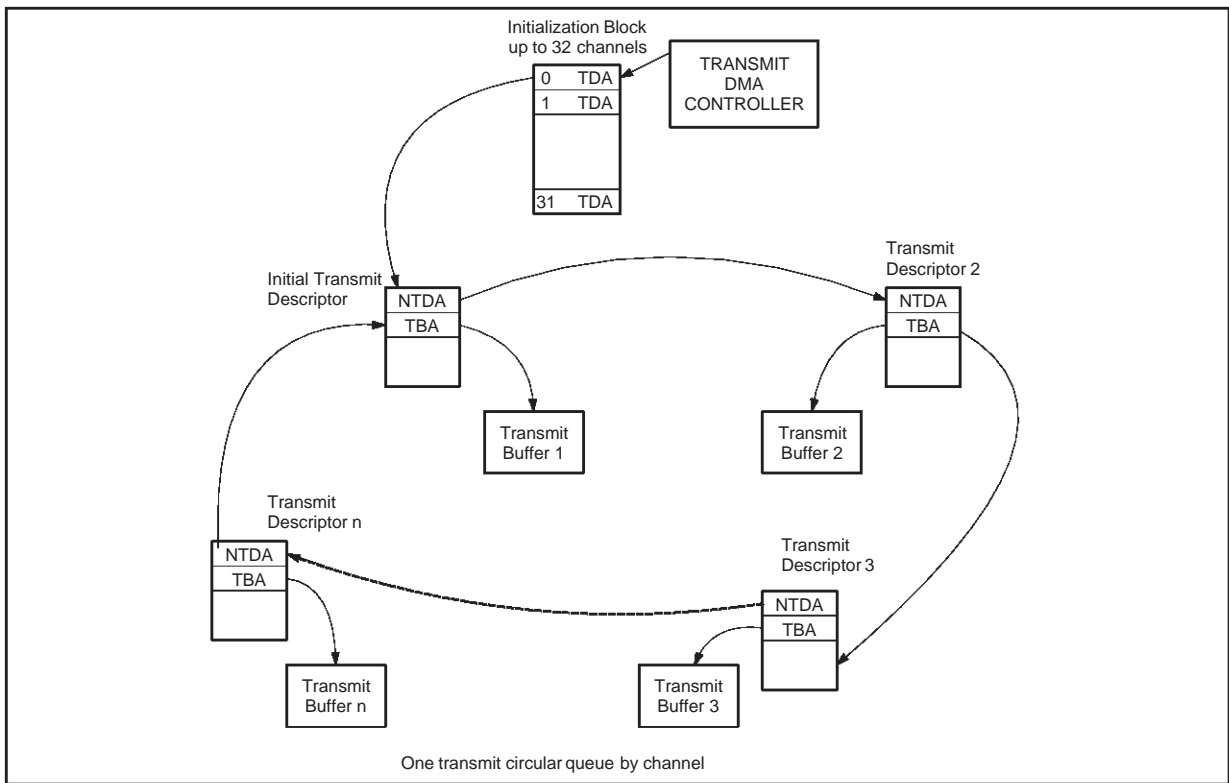 Initialization Block
up to 32 channels
TRANSMIT
DMA
CONTROLLER
0 TDA
1 TDA
31 TDA
Initial Transmit
Descriptor
NTDA
TBA
Transmit
Descriptor 2
NTDA
TBA
Transmit
Buffer 1
Transmit
Buffer 2
Transmit
Descriptor n
NTDA
TBA
Transmit
Descriptor 3
NTDA
TBA
Transmit
Buffer n
Transmit
Buffer 3
One transmit circular queue by channel